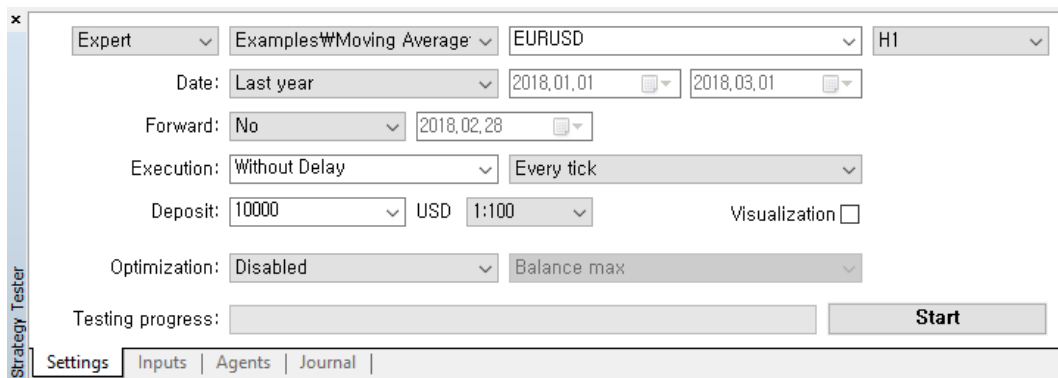 ×
Expert Examples₩Moving Average EURUSD H1
Date: Last year 2018,01,01 2018,03,01
Forward: No 2018,02,28
Execution: Without Delay Every tick
Deposit: 10000 USD 1:100 Visualization
Optimization: Disabled Balance max
Testing progress: Start
Settings | Inputs | Agents | Journal |
Strategy Tester